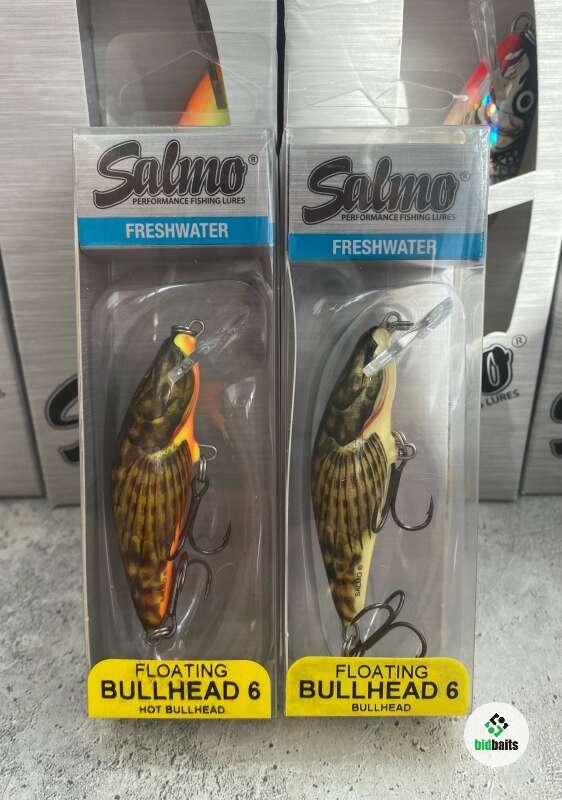 Salmo®
PERFORMANCE FISHING LURES
FRESHWATER
FLOATING
BULLHEAD 6
HOT BULLHEAD
Salmo®
PERFORMANCE FISHING LURES
FRESHWATER
SALMO ®
FLOATING
BULLHEAD 6
BULLHEAD
bidbaits